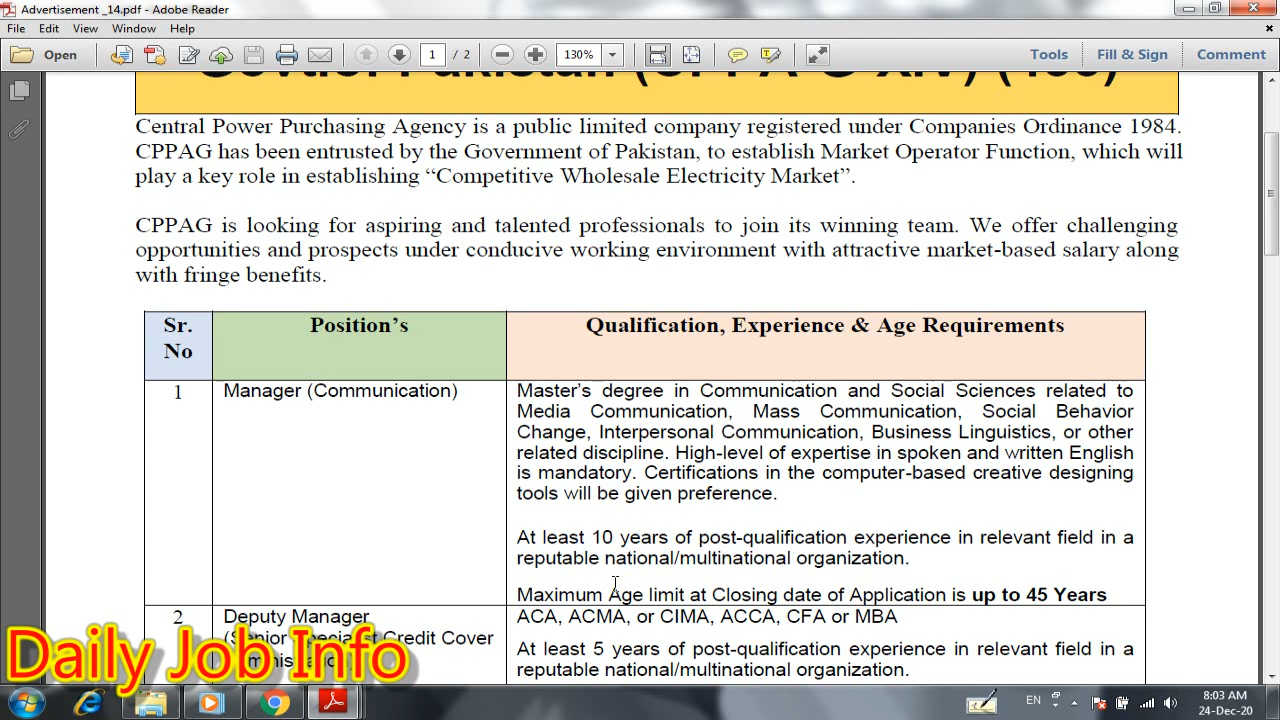 Advertisement _14.pdf - Adobe Reader
File Edit View Window Help
Open 1 / 2 130% Tools Fill & Sign Comment
Central Power Purchasing Agency is a public limited company registered under Companies Ordinance 1984.
CPPAG has been entrusted by the Government of Pakistan, to establish Market Operator Function, which will
play a key role in establishing “Competitive Wholesale Electricity Market”.
CPPAG is looking for aspiring and talented professionals to join its winning team. We offer challenging
opportunities and prospects under conducive working environment with attractive market-based salary along
with fringe benefits.
Sr.
No
Position’s
Qualification, Experience & Age Requirements
1
Manager (Communication)
Master’s degree in Communication and Social Sciences related to
Media Communication, Mass Communication, Social Behavior
Change, Interpersonal Communication, Business Linguistics, or other
related discipline. High-level of expertise in spoken and written English
is mandatory. Certifications in the computer-based creative designing
tools will be given preference.
At least 10 years of post-qualification experience in relevant field in a
reputable national/multinational organization.
Maximum Age limit at Closing date of Application is up to 45 Years
2
Deputy Manager
(Senior Specialist Credit Cover
ACA, ACMA, or CIMA, ACCA, CFA or MBA
At least 5 years of post-qualification experience in relevant field in a
reputable national/multinational organization.
Daily Job Info
EN
8:03 AM
24-Dec-20